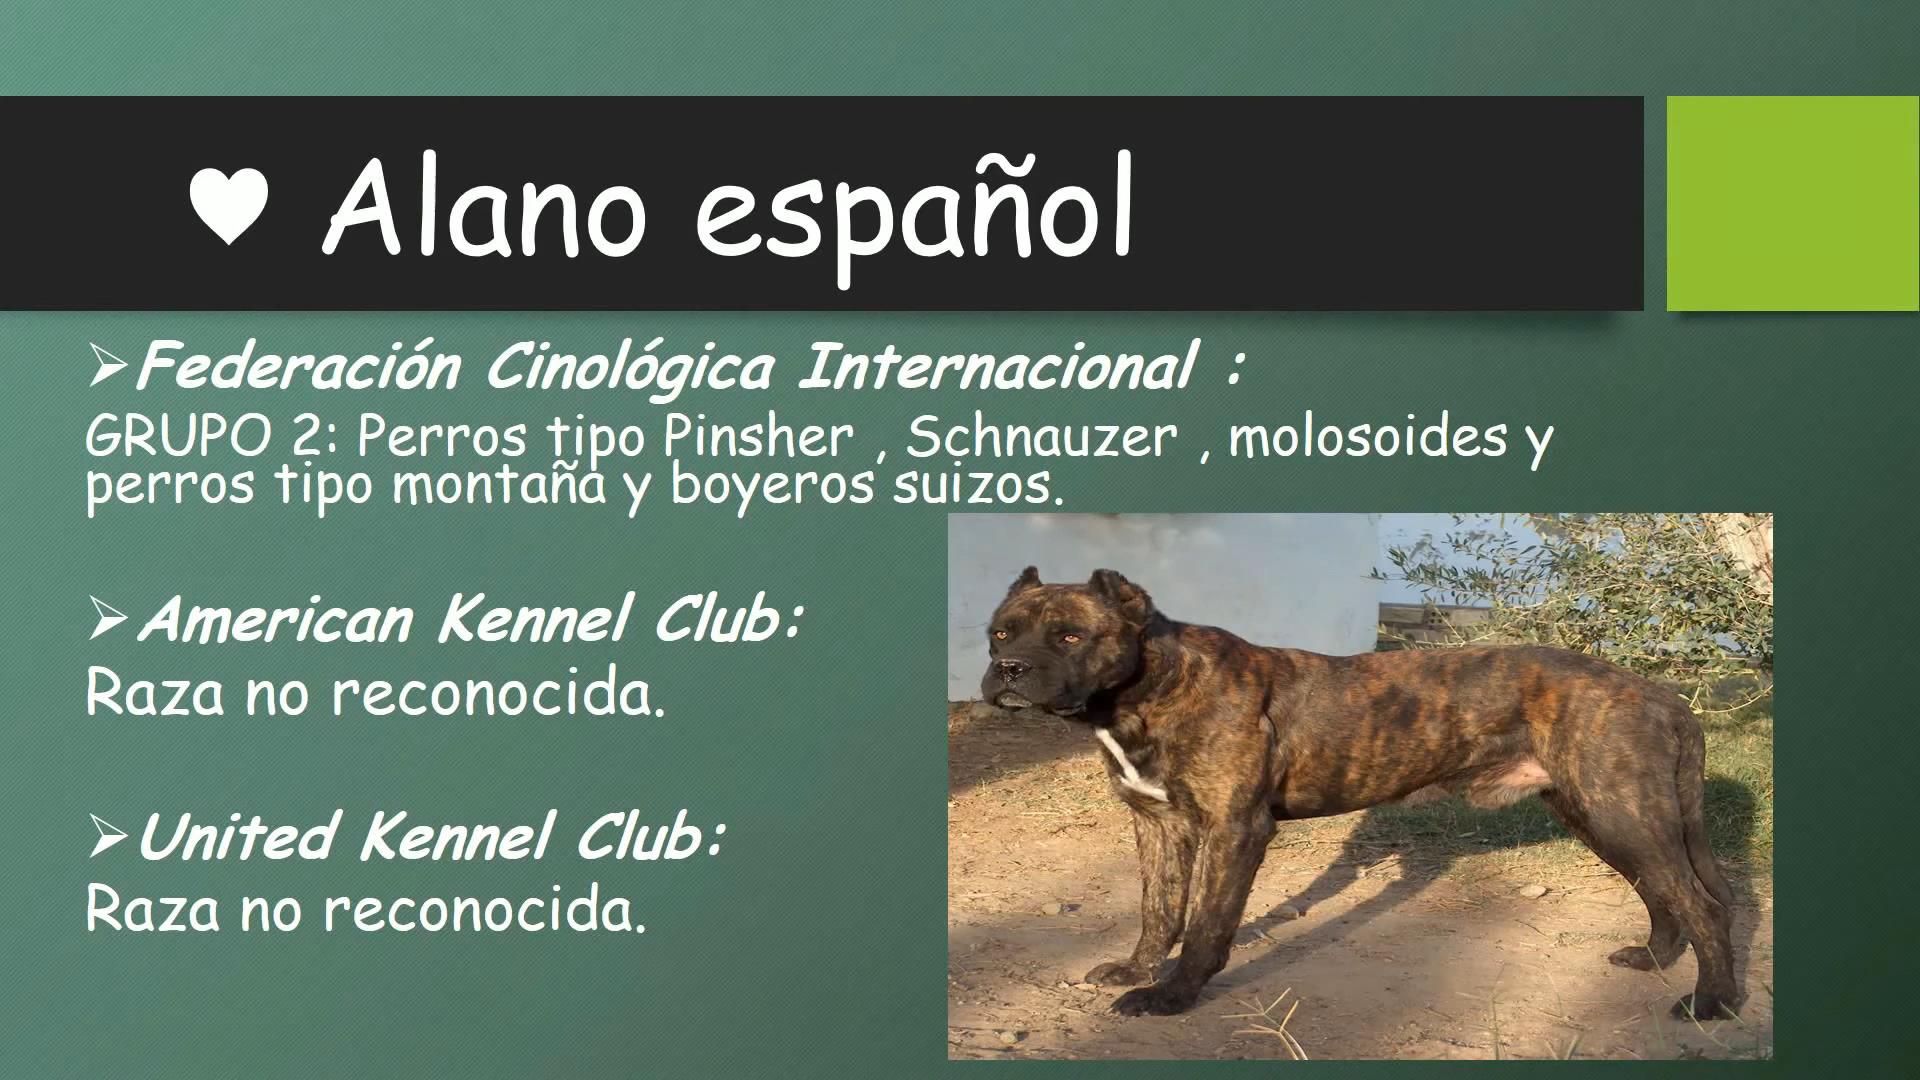 ♥ Alano español
➢Federación Cinológica Internacional :
GRUPO 2: Perros tipo Pinsher , Schnauzer , molosoides y
perros tipo montaña y boyeros suizos.
➢American Kennel Club:
Raza no reconocida.
➢United Kennel Club:
Raza no reconocida.